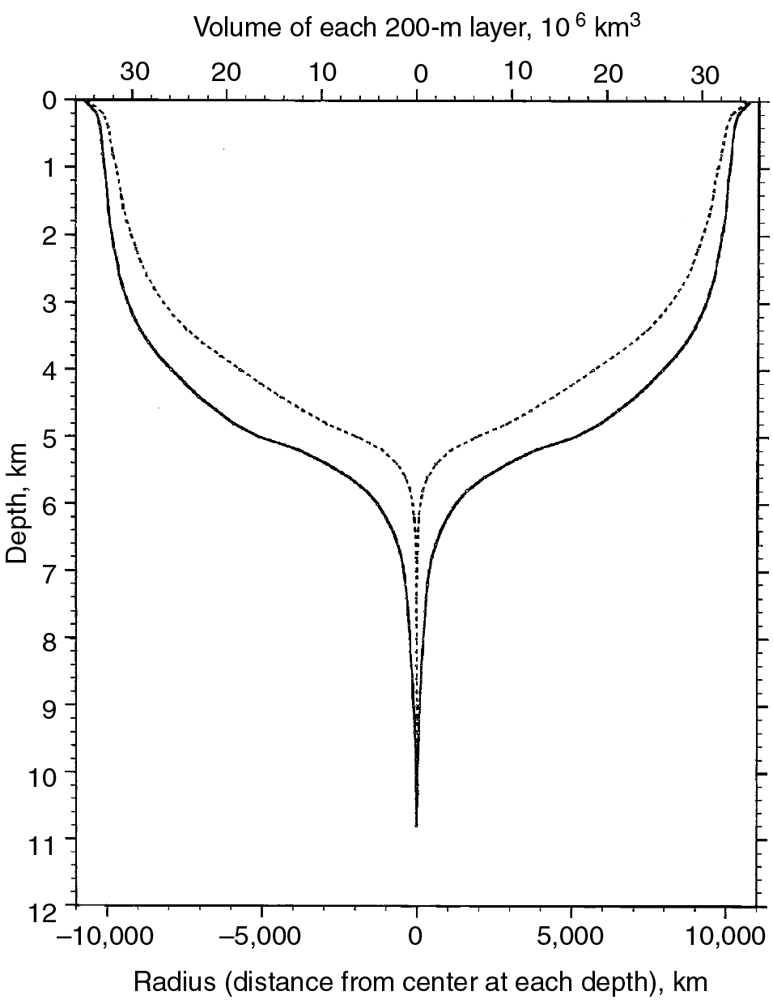 Volume of each 200-m layer, 10⁶ km³
30 20 10 0 10 20 30
0
1
2
3
4
5
6
7
8
9
10
11
12
Depth, km
–10,000 –5,000 0 5,000 10,000
Radius (distance from center at each depth), km